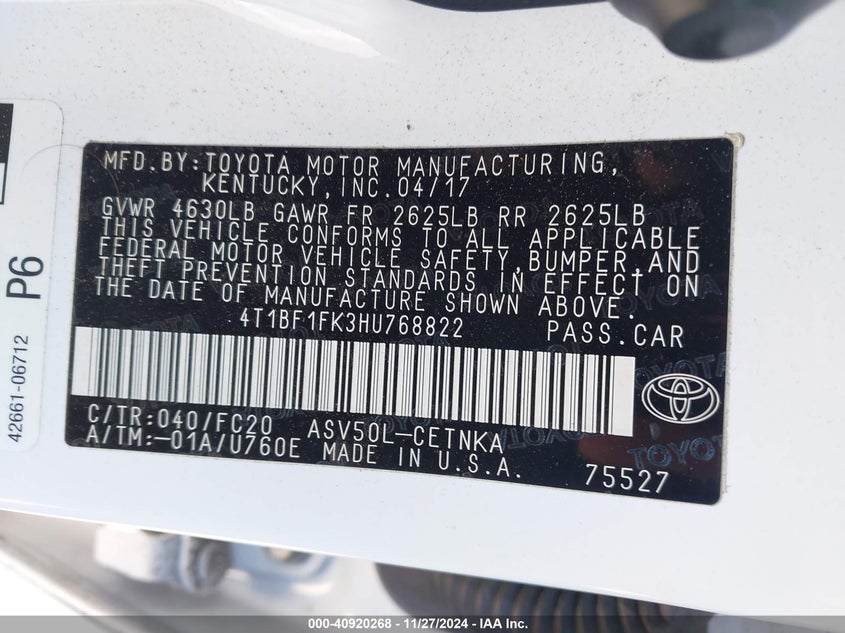 MFD.BY:TOYOTA MOTOR MANUFACTURING,
KENTUCKY,INC.04/17
GVWR 4630LB GAWR FR 2625LB RR 2625LB
THIS VEHICLE CONFORMS TO ALL APPLICABLE
FEDERAL MOTOR VEHICLE SAFETY,BUMPER,AND
THEFT PREVENTION STANDARDS IN EFFECT ON
THE DATE OF MANUFACTURE SHOWN ABOVE.
4T1BF1FK3HU768822 PASS.CAR
C/TR:040/FC20 ASV50L-CETNKA
A/TM:-01A/U760E MADE IN U.S.A. 75527
P6
42661-06712
TOYOTA
000-40920268 - 11/27/2024 - IAA Inc.